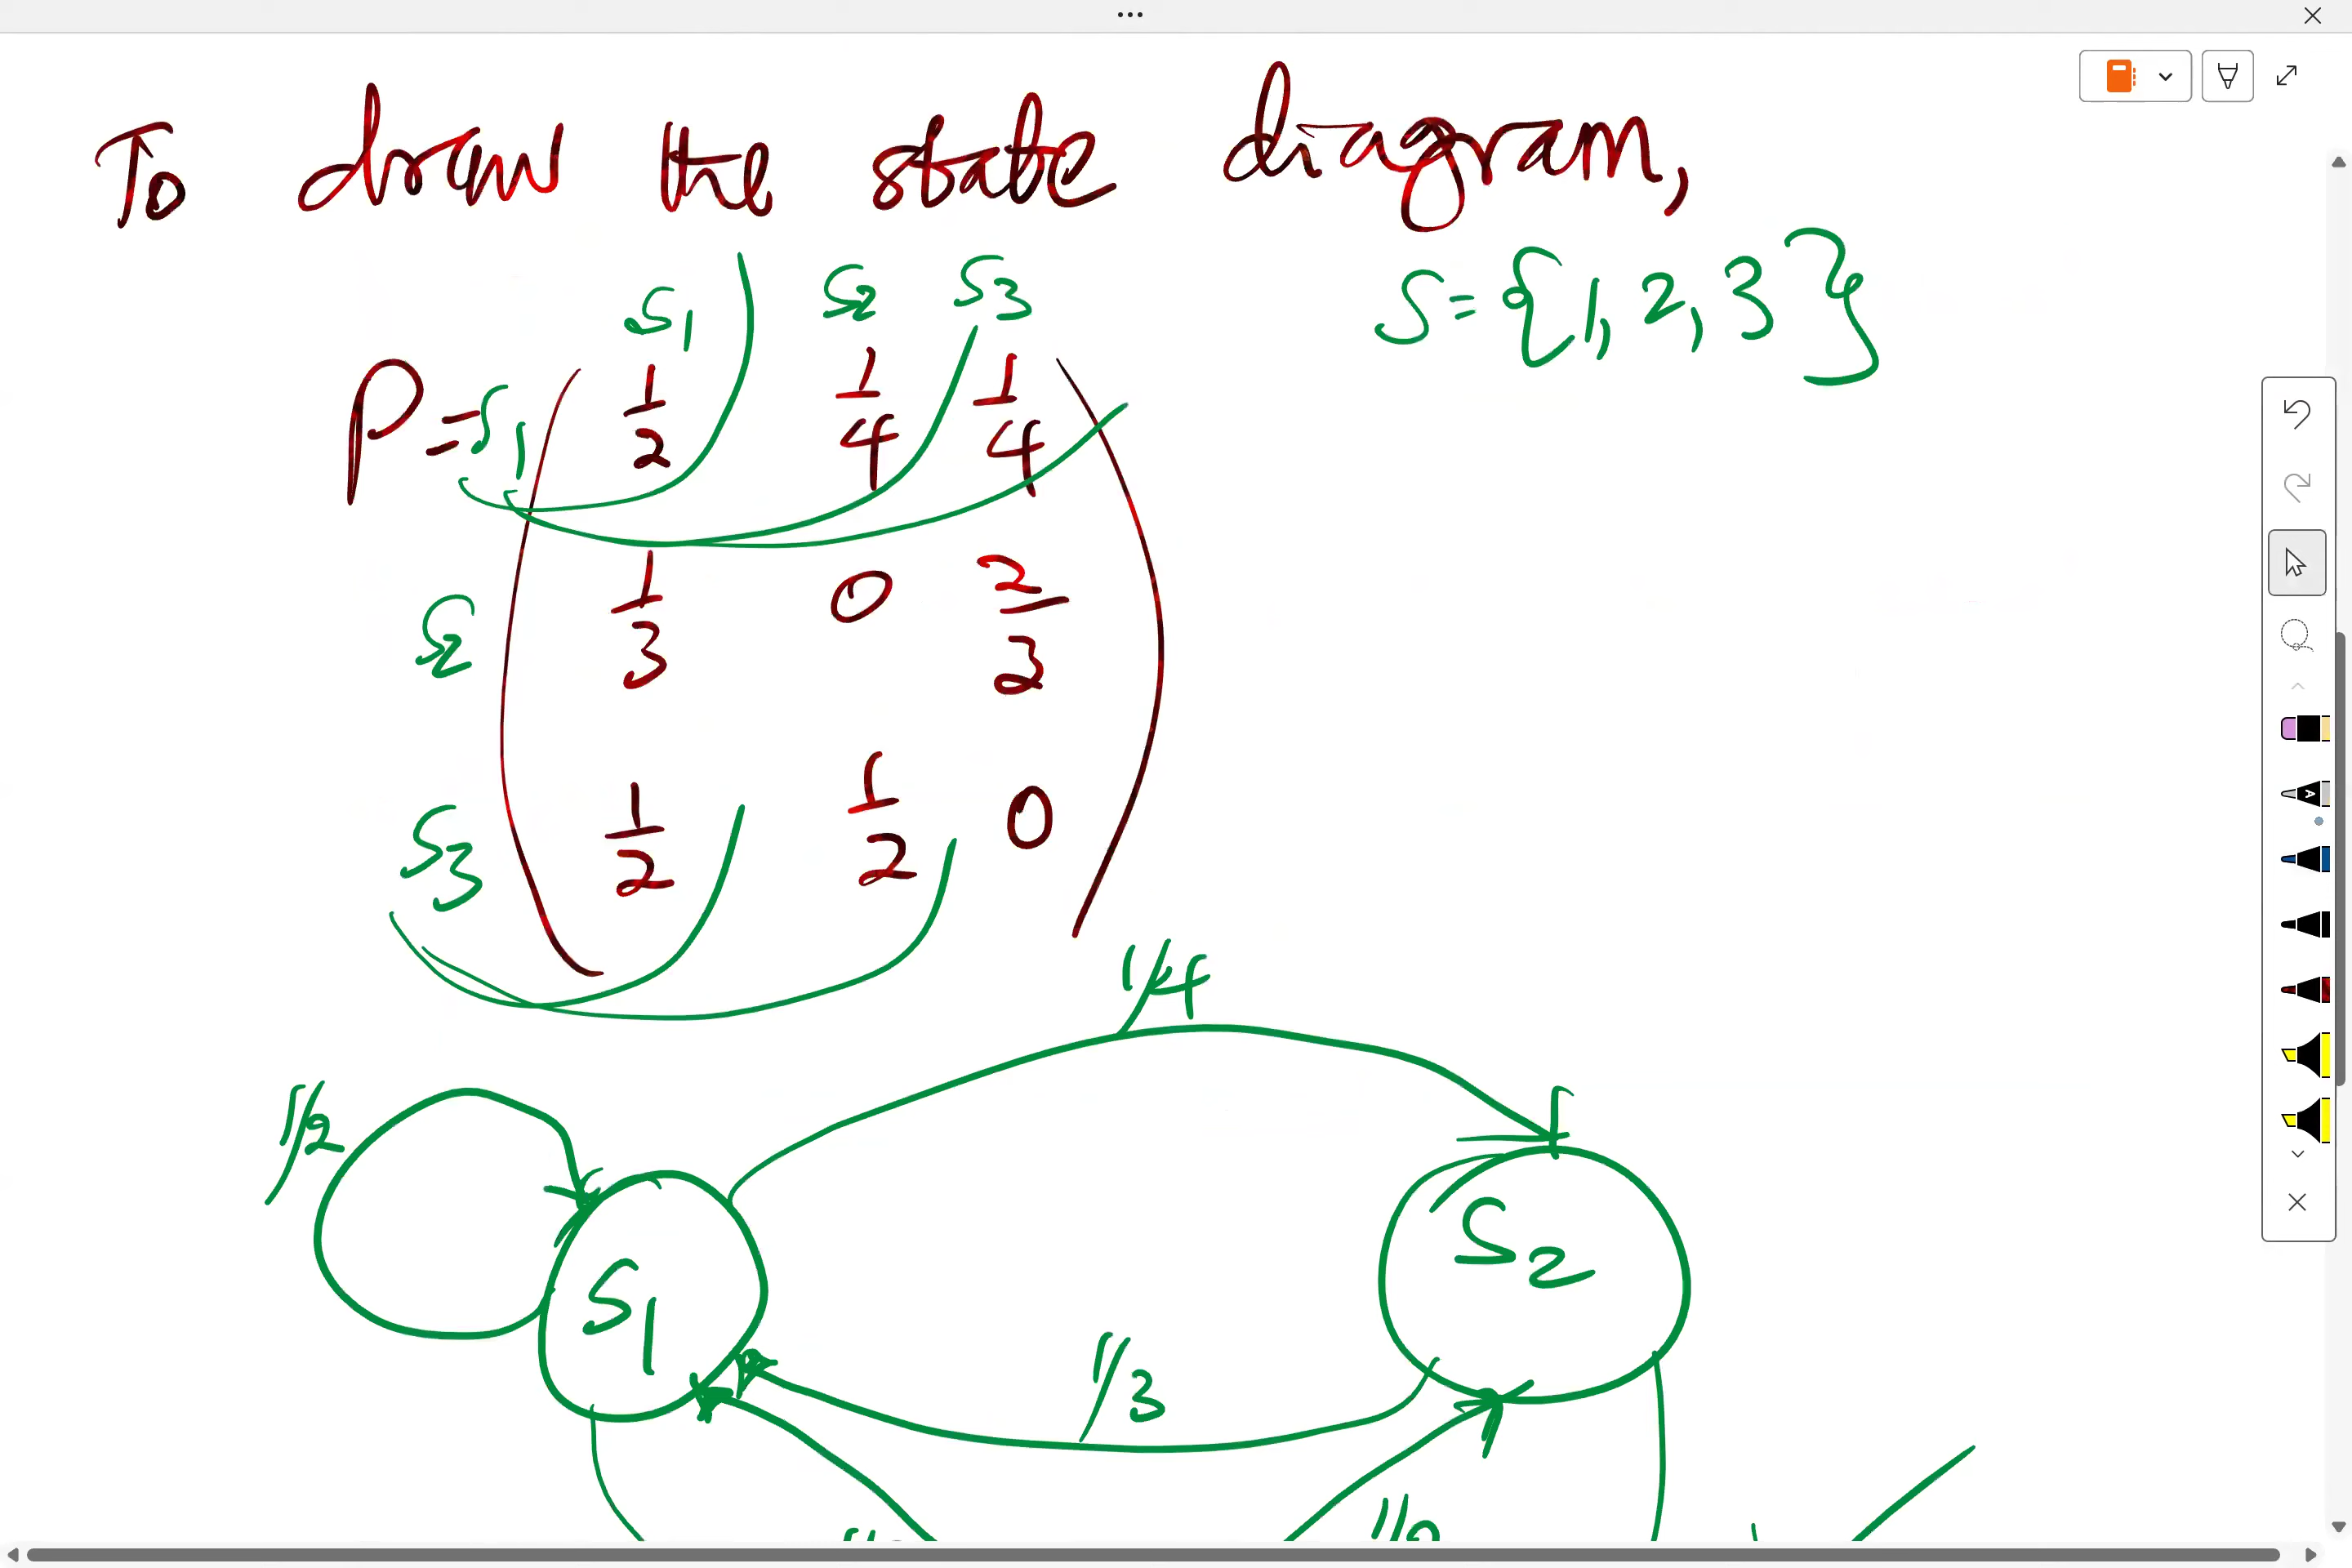 To draw the state diagram,
S = {1, 2, 3}
S1 S2 S3
P = S1 1/2 1/4 1/4
S2 1/3 0 2/3
S3 1/2 1/2 0
1/4
1/2
S1 S2
1/3